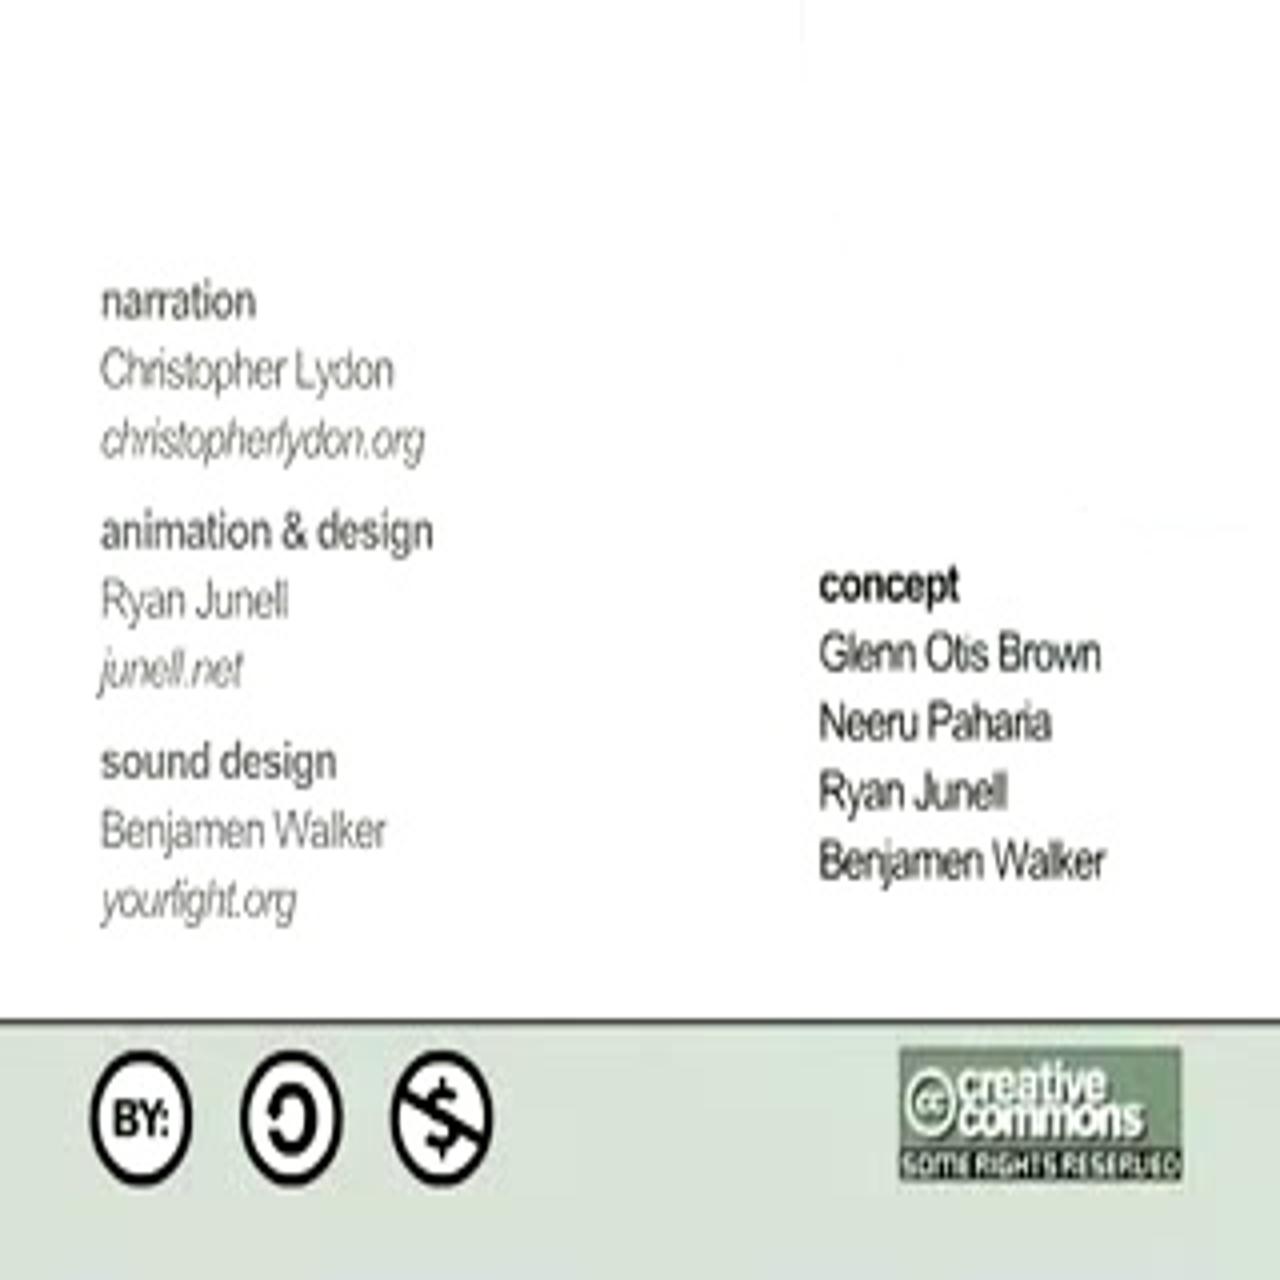 narration
Christopher Lydon
christopherlydon.org
animation & design
Ryan Junell
junell.net
sound design
Benjamen Walker
yourlight.org
concept
Glenn Otis Brown
Neeru Paharia
Ryan Junell
Benjamen Walker
BY:
cc creative
commons
SOME RIGHTS RESERVED